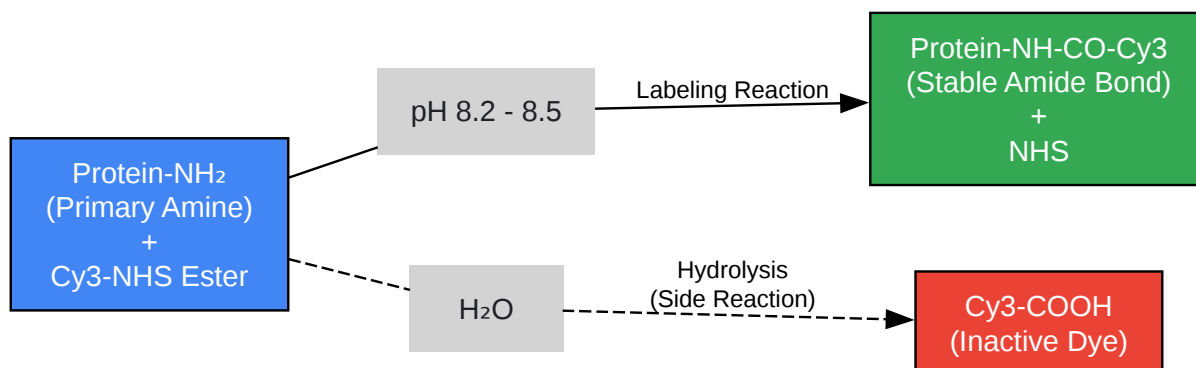 Protein-NH₂
(Primary Amine)
+
Cy3-NHS Ester
pH 8.2 - 8.5
Labeling Reaction
Protein-NH-CO-Cy3
(Stable Amide Bond)
+
NHS
H₂O
Hydrolysis
(Side Reaction)
Cy3-COOH
(Inactive Dye)